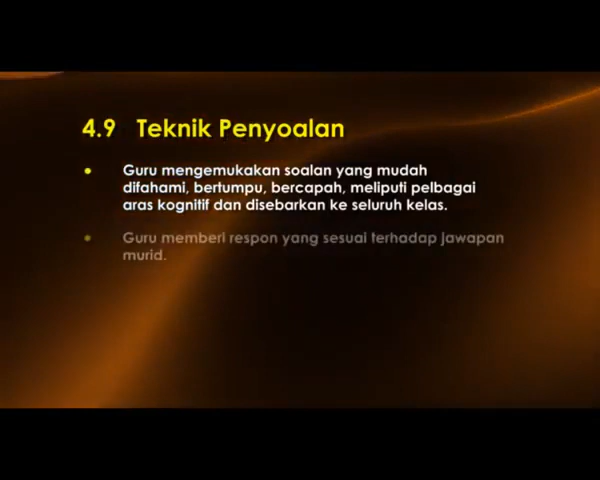 4.9 Teknik Penyoalan
• Guru mengemukakan soalan yang mudah
difahami, bertumpu, bercapah, meliputi pelbagai
aras kognitif dan disebarkan ke seluruh kelas.
• Guru memberi respon yang sesuai terhadap jawapan
murid.